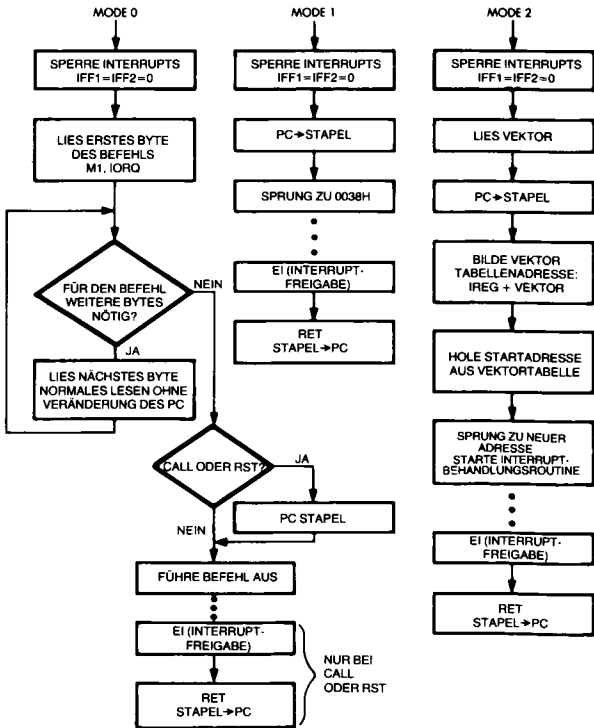 MODE 0
SPERRE INTERRUPTS
IFF1=IFF2=0
LIES ERSTES BYTE
DES BEFEHLS
M1, IORQ
FÜR DEN BEFEHL
WEITERE BYTES
NÖTIG?
NEIN
JA
LIES NÄCHSTES BYTE
NORMALES LESEN OHNE
VERÄNDERUNG DES PC
CALL ODER RST?
JA
PC STAPEL
NEIN
FÜHRE BEFEHL AUS
EI (INTERRUPT-
FREIGABE)
RET
STAPEL→PC
NUR BEI
CALL
ODER RST
MODE 1
SPERRE INTERRUPTS
IFF1=IFF2=0
PC→STAPEL
SPRUNG ZU 0038H
EI (INTERRUPT-
FREIGABE)
RET
STAPEL→PC
MODE 2
SPERRE INTERRUPTS
IFF1=IFF2=0
LIES VEKTOR
PC→STAPEL
BILDE VEKTOR
TABELLENADRESSE:
IREG + VEKTOR
HOLE STARTADRESSE
AUS VEKTORTABELLE
SPRUNG ZU NEUER
ADRESSE
STARTE INTERRUPT-
BEHANDLUNGSROUTINE
EI (INTERRUPT-
FREIGABE)
RET
STAPEL→PC